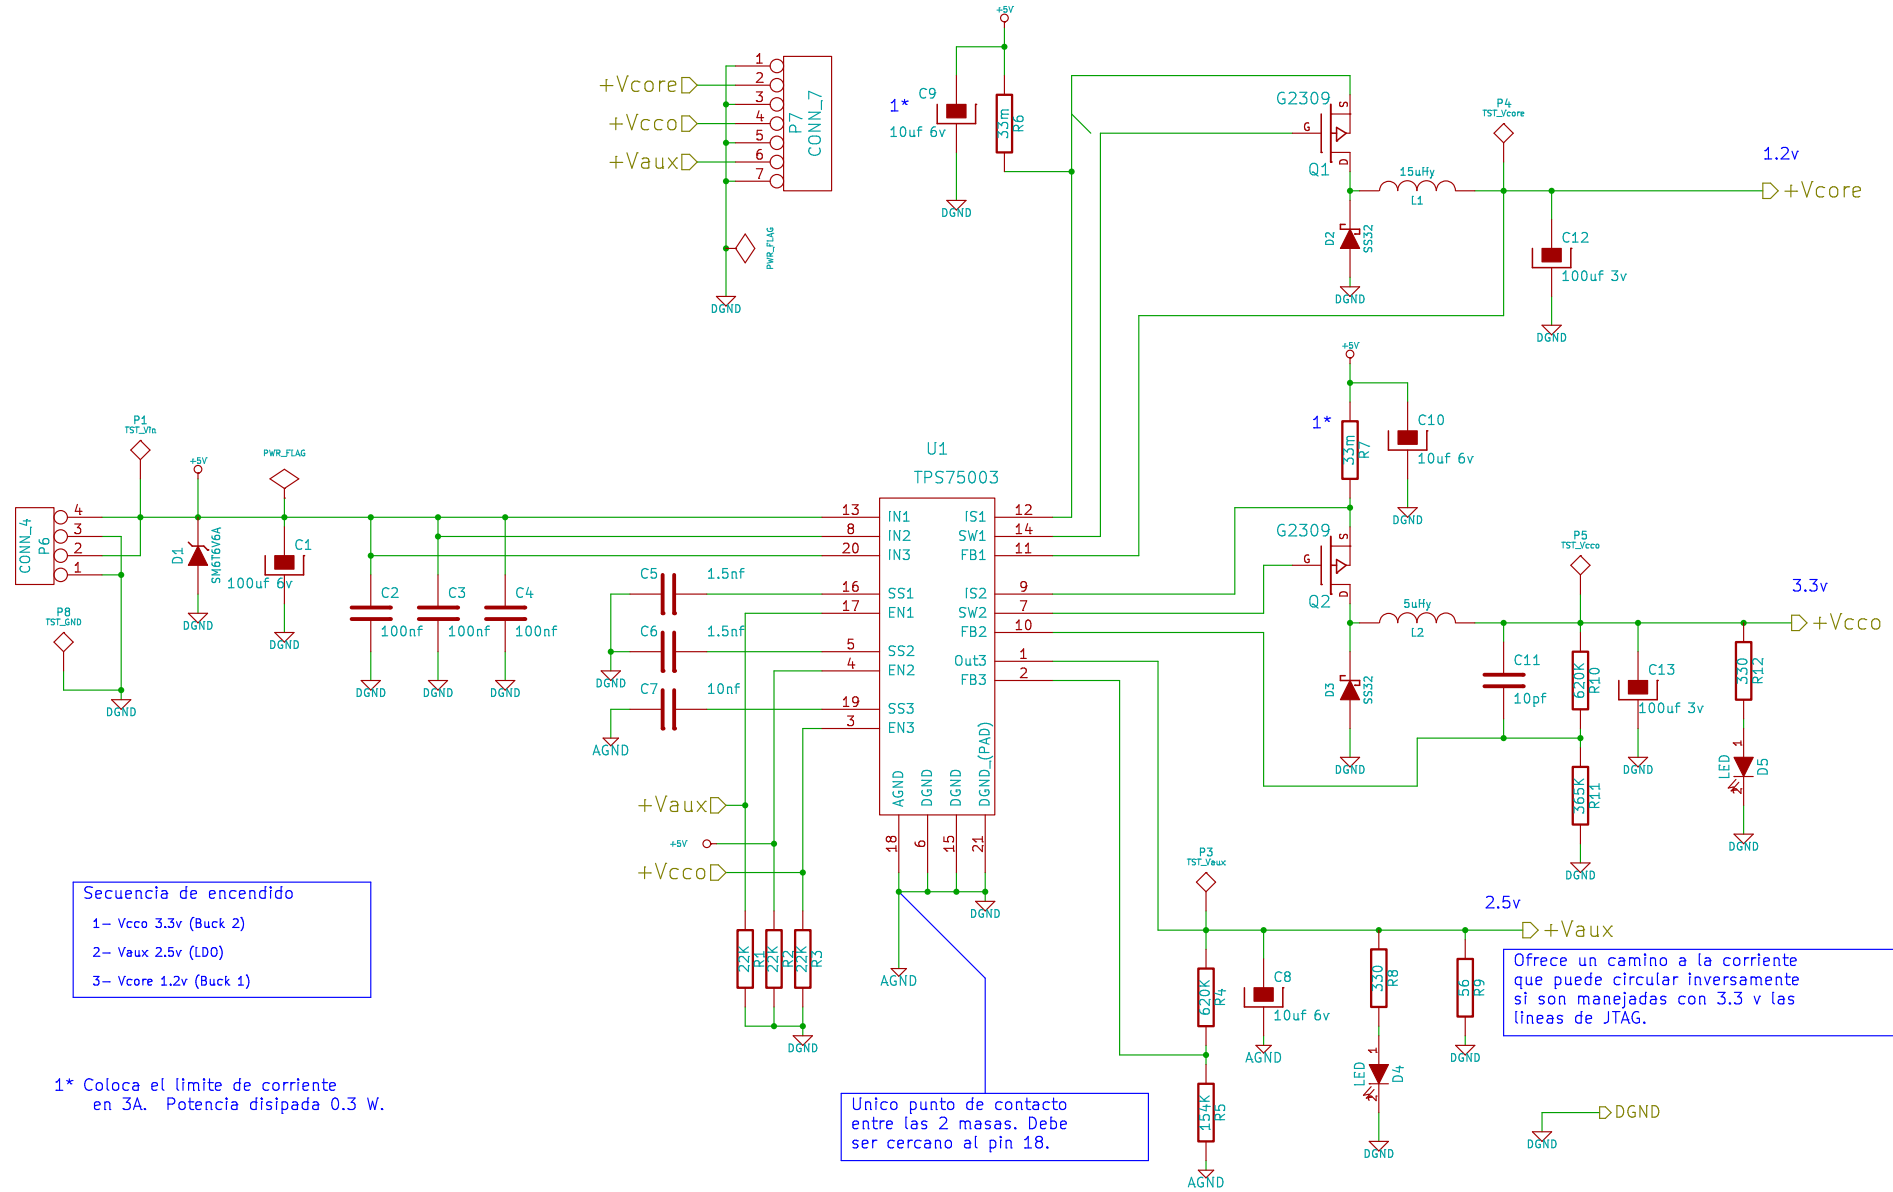 +5V
+Vcore
+Vcco
+Vaux
1
2
3
4
5
6
7
P7
CONN_7
PWR_FLAG
DGND
1*
C9
10uf 6v
DGND
33m
R6
G2309
S
G
D
Q1
15uHy
L1
D2
SS32
DGND
P4
TST_Vcore
1.2v
+Vcore
C12
100uf 3v
DGND
+5V
1*
33m
R7
C10
10uf 6v
DGND
G2309
S
G
D
Q2
5uHy
L2
D3
SS32
DGND
P5
TST_Vcco
3.3v
+Vcco
C11
10pf
620K
R10
365K
R11
DGND
C13
100uf 3v
DGND
330
R12
1
LED
D5
2
DGND
P1
TST_Vin
+5V
PWR_FLAG
CONN_4
P6
4
3
2
1
P8
TST_GND
DGND
D1
SM6T6V6A
DGND
C1
100uf 6v
DGND
C2
100nf
DGND
C3
100nf
DGND
C4
100nf
DGND
U1
TPS75003
13 IN1
8 IN2
20 IN3
16 SS1
17 EN1
5 SS2
4 EN2
19 SS3
3 EN3
IS1 12
SW1 14
FB1 11
IS2 9
SW2 7
FB2 10
Out3 1
FB3 2
AGND
DGND
DGND
DGND_(PAD)
18
6
15
21
DGND
AGND
C5 1.5nf
C6 1.5nf
DGND
C7 10nf
AGND
+Vaux
+5V
+Vcco
22K
R1
22K
R2
22K
R3
DGND
Secuencia de encendido
1- Vcco 3.3v (Buck 2)
2- Vaux 2.5v (LDO)
3- Vcore 1.2v (Buck 1)
1* Coloca el limite de corriente
en 3A. Potencia disipada 0.3 W.
Unico punto de contacto
entre las 2 masas. Debe
ser cercano al pin 18.
P3
TST_Vaux
2.5v
+Vaux
620K
R4
154K
R5
AGND
C8
10uf 6v
AGND
330
R8
1
LED
D4
2
DGND
56
R9
DGND
Ofrece un camino a la corriente
que puede circular inversamente
si son manejadas con 3.3 v las
lineas de JTAG.
DGND
DGND